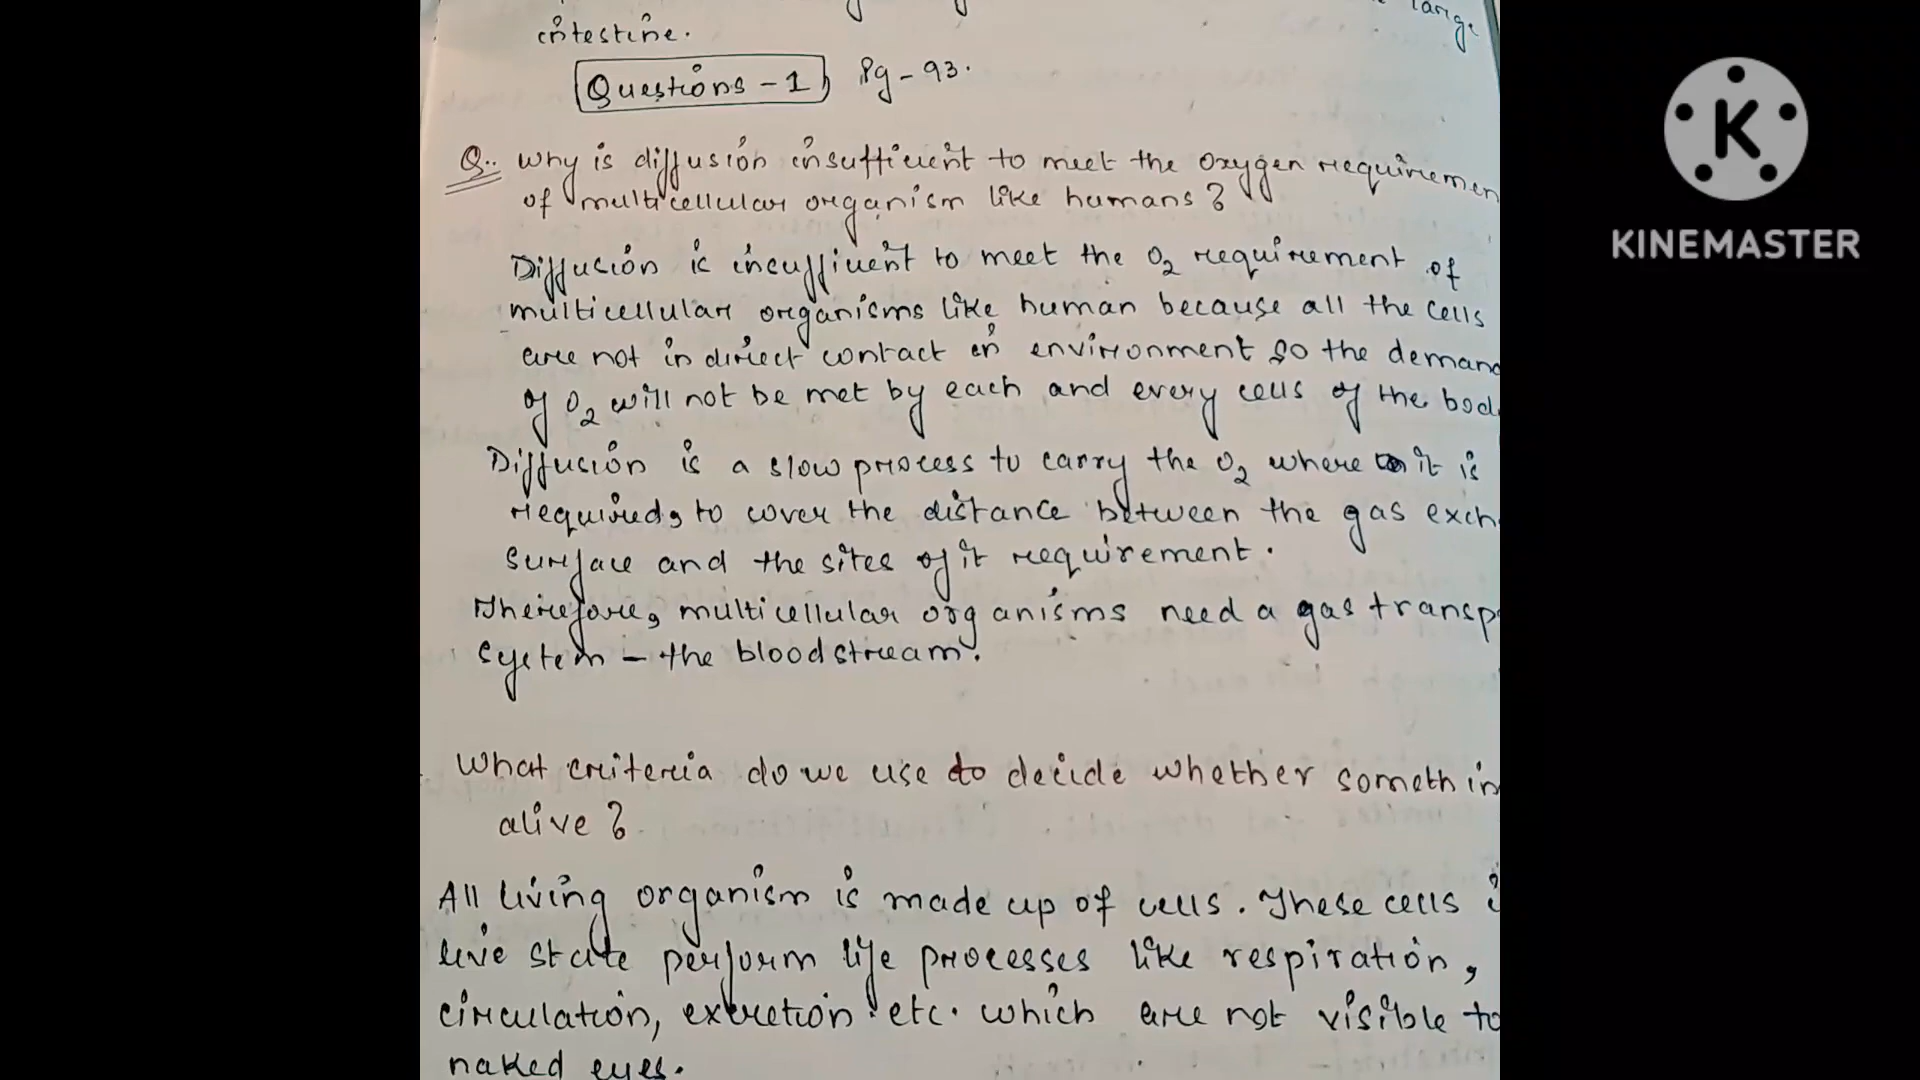 large
intestine.
Questions - 1 Pg - 93.
Q.. Why is diffusion insufficient to meet the Oxygen requiremen
of multicellular organism like humans?
Diffusion is insufficient to meet the O2 requirement of
multicellular organisms like human because all the cells
are not in direct contact in environment so the deman
of O2 will not be met by each and every cells of the bod
Diffusion is a slow process to carry the O2 where it is
required, to cover the distance between the gas exch
surface and the sites of it requirement.
Therefore, multicellular organisms need a gas transp
system - the bloodstream.
What criteria do we use to decide whether somethin
alive?
All living organism is made up of cells. These cells i
live state perform life processes like respiration,
circulation, excretion etc. which are not visible to
naked eyes.
KINEMASTER